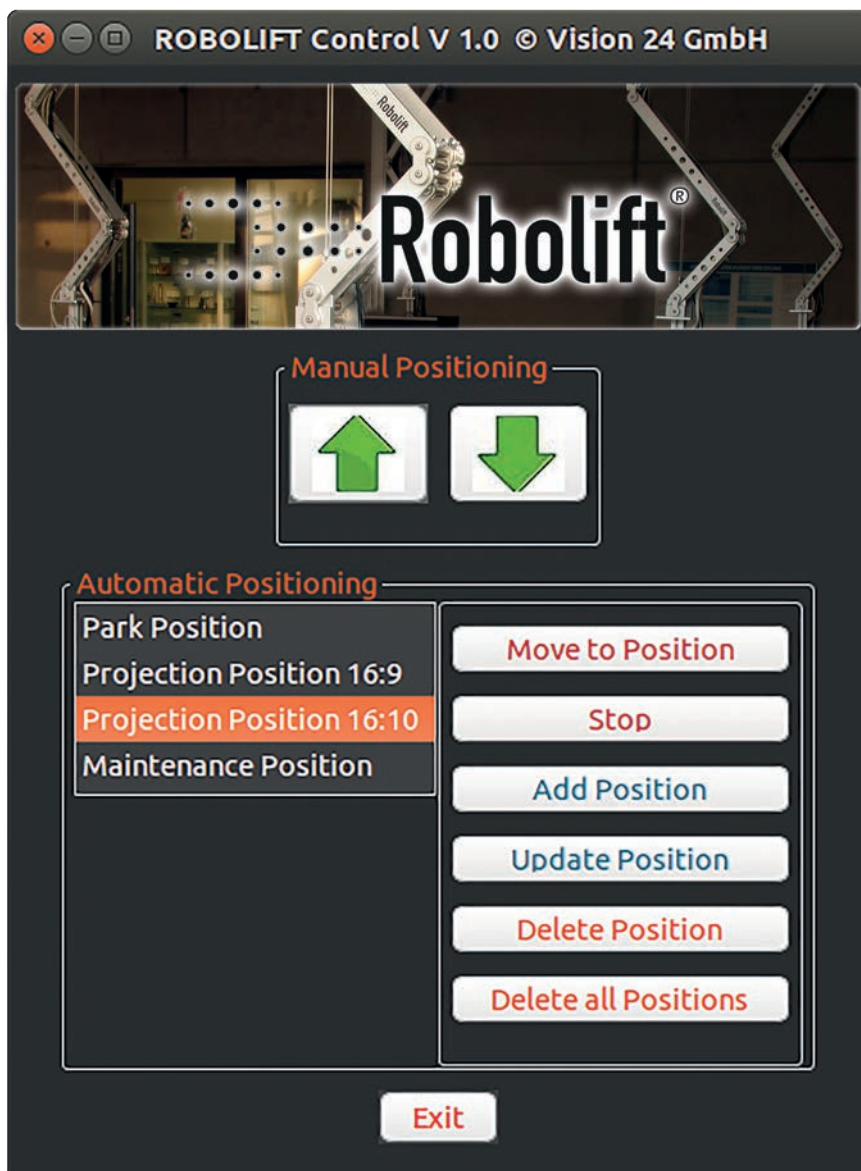 ROBOLIFT Control V 1.0 © Vision 24 GmbH
Robolift
Robolift®
Manual Positioning
Automatic Positioning
Park Position
Projection Position 16:9
Projection Position 16:10
Maintenance Position
Move to Position
Stop
Add Position
Update Position
Delete Position
Delete all Positions
Exit